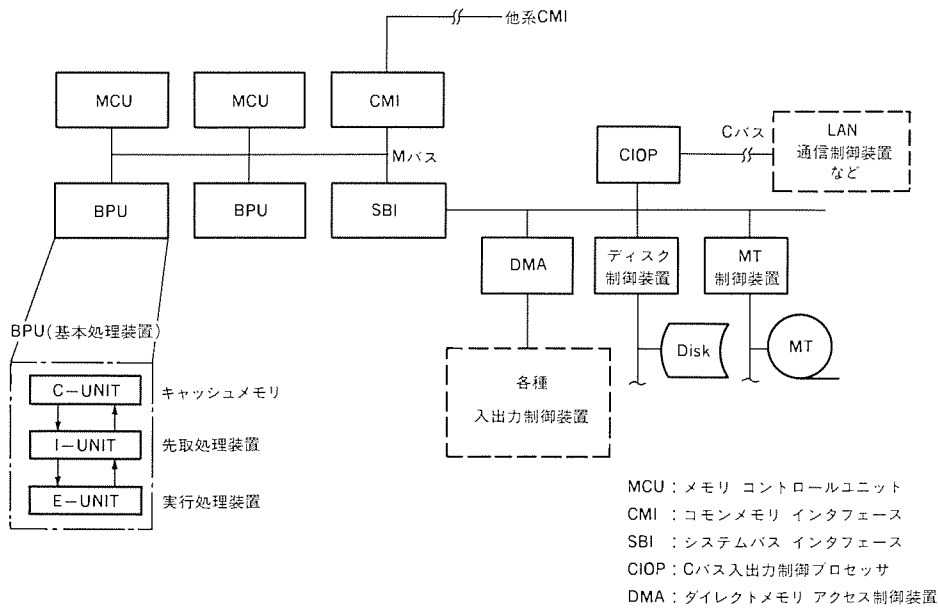 他系CMI
MCU
MCU
CMI
Mバス
CIOP
Cバス
LAN
通信制御装置
など
BPU
BPU
SBI
DMA
ディスク
制御装置
MT
制御装置
BPU(基本処理装置)
Disk
MT
C-UNIT
キャッシュメモリ
I-UNIT
先取処理装置
E-UNIT
実行処理装置
各種
入出力制御装置
MCU : メモリ コントロールユニット
CMI : コモンメモリ インタフェース
SBI : システムバス インタフェース
CIOP : Cバス入出力制御プロセッサ
DMA : ダイレクトメモリ アクセス制御装置